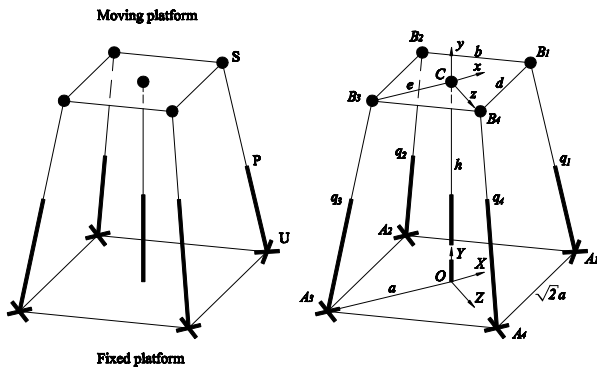 Moving platform
S
P
U
Fixed platform
B2
y
b
B1
C
x
e
d
B3
z
B4
q2
h
q1
q3
q4
A2
Y
O
X
A1
a
Z
√2 a
A3
A4